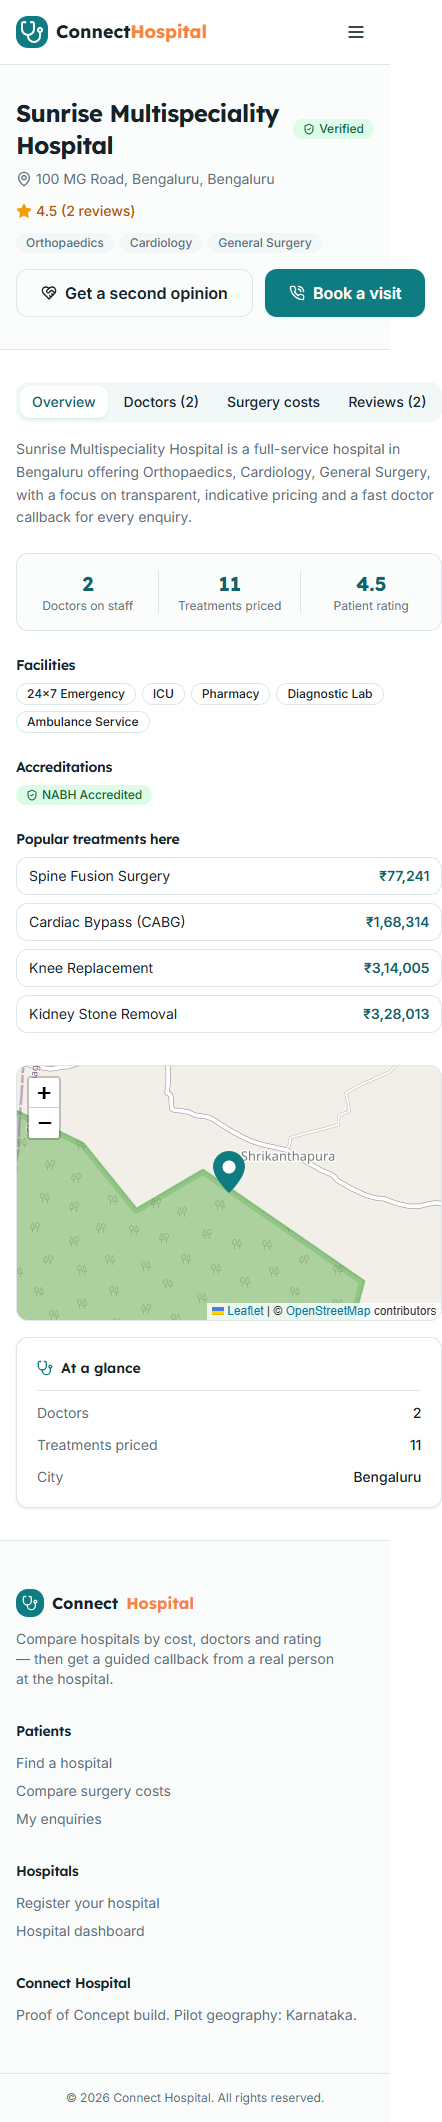 ConnectHospital
Sunrise Multispeciality
Hospital
Verified
100 MG Road, Bengaluru, Bengaluru
4.5 (2 reviews)
Orthopaedics Cardiology General Surgery
Get a second opinion Book a visit
Overview Doctors (2) Surgery costs Reviews (2)
Sunrise Multispeciality Hospital is a full-service hospital in
Bengaluru offering Orthopaedics, Cardiology, General Surgery,
with a focus on transparent, indicative pricing and a fast doctor
callback for every enquiry.
2 11 4.5
Doctors on staff Treatments priced Patient rating
Facilities
24×7 Emergency ICU Pharmacy Diagnostic Lab
Ambulance Service
Accreditations
NABH Accredited
Popular treatments here
Spine Fusion Surgery ₹77,241
Cardiac Bypass (CABG) ₹1,68,314
Knee Replacement ₹3,14,005
Kidney Stone Removal ₹3,28,013
+
−
Shrikanthapura
Leaflet | © OpenStreetMap contributors
At a glance
Doctors 2
Treatments priced 11
City Bengaluru
Connect Hospital
Compare hospitals by cost, doctors and rating
— then get a guided callback from a real person
at the hospital.
Patients
Find a hospital
Compare surgery costs
My enquiries
Hospitals
Register your hospital
Hospital dashboard
Connect Hospital
Proof of Concept build. Pilot geography: Karnataka.
© 2026 Connect Hospital. All rights reserved.